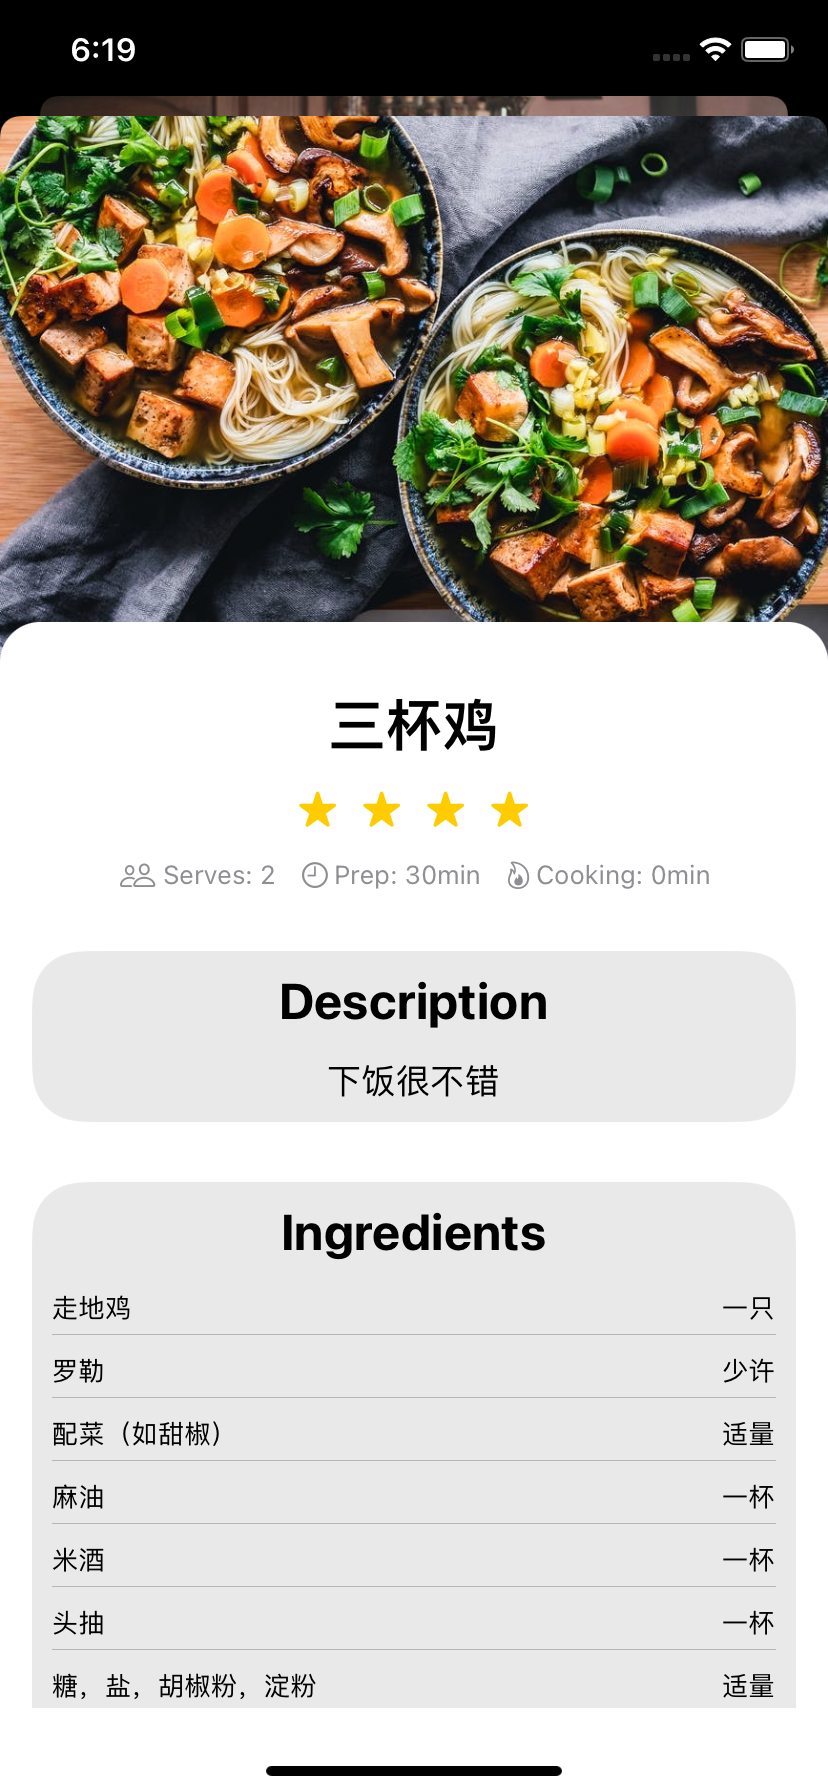 6:19
三杯鸡
Serves: 2 Prep: 30min Cooking: 0min
Description
下饭很不错
Ingredients
走地鸡 一只
罗勒 少许
配菜（如甜椒） 适量
麻油 一杯
米酒 一杯
头抽 一杯
糖，盐，胡椒粉，淀粉 适量